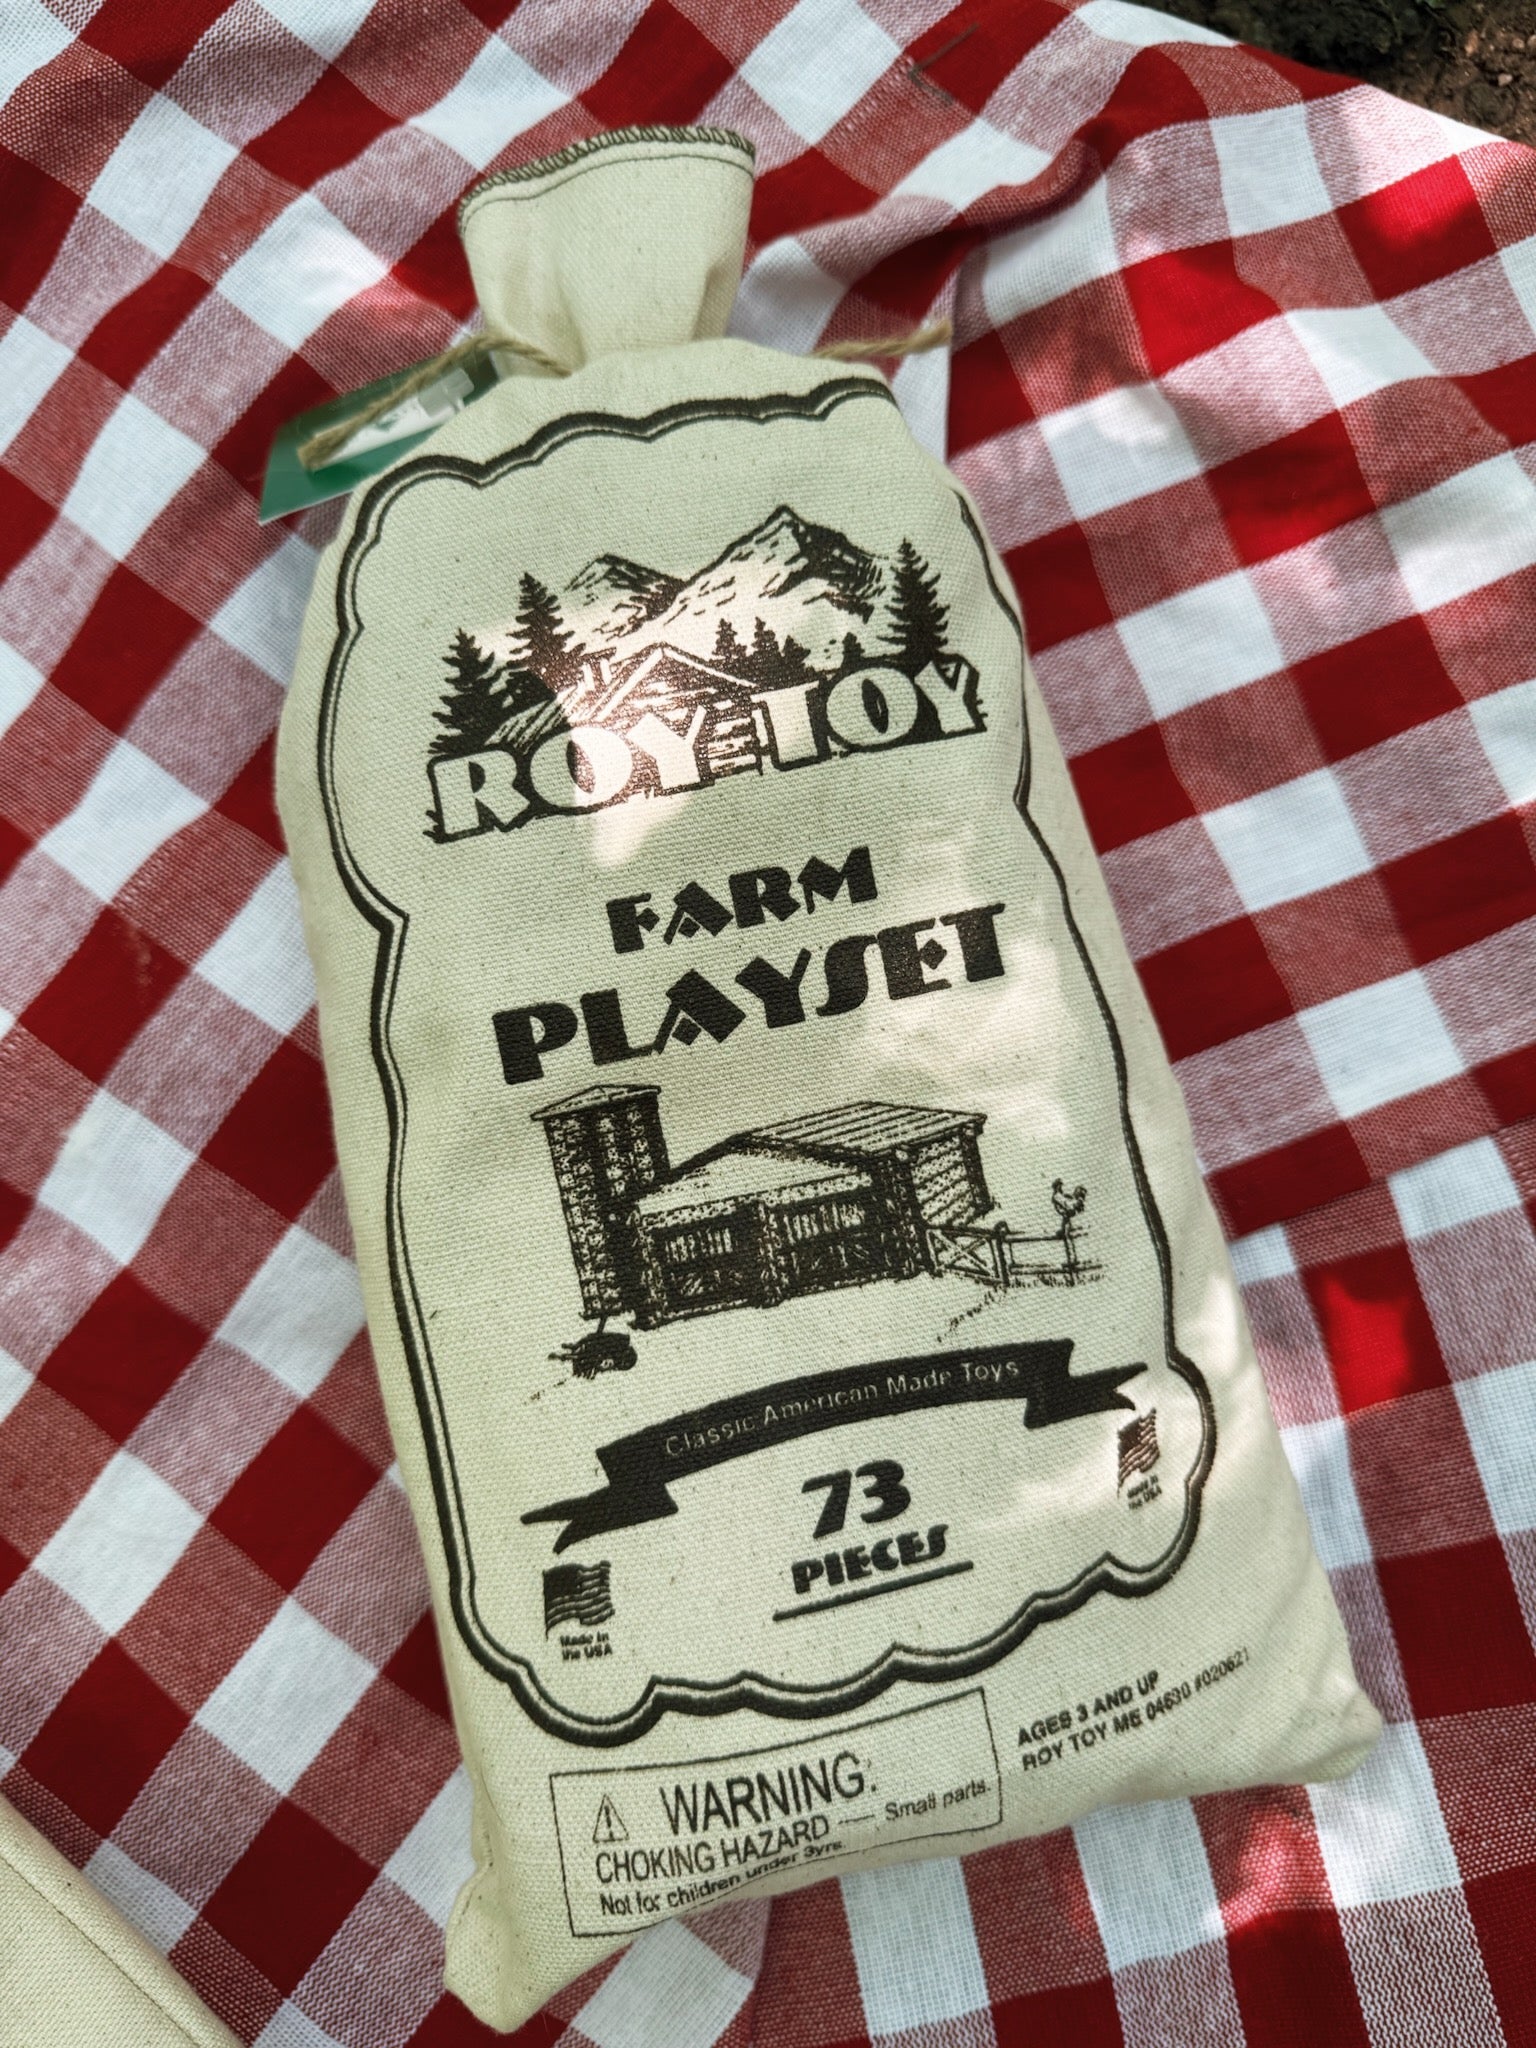 ROY TOY
FARM
PLAYSET
Classic American Made Toys
73
PIECES
Made in
the USA
Made in
the USA
AGES 3 AND UP
ROY TOY ME 04630 #020621
WARNING:
CHOKING HAZARD — Small parts.
Not for children under 3yrs.